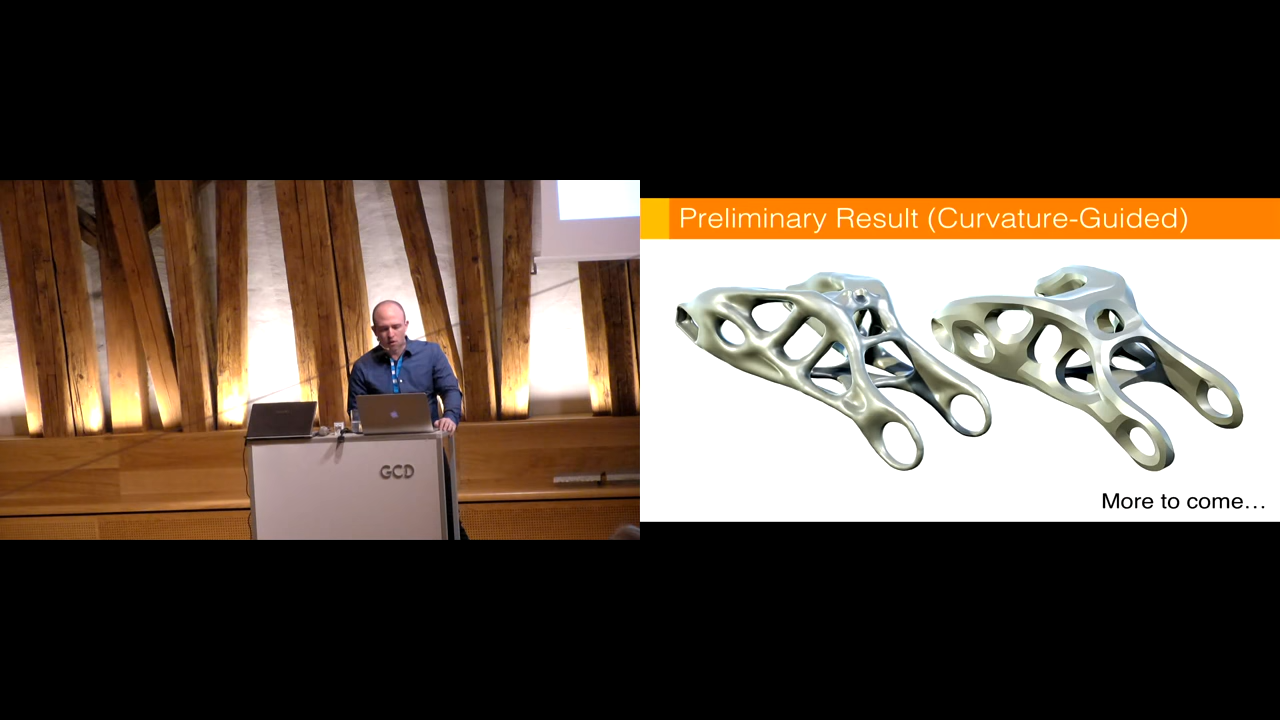 GCD
Preliminary Result (Curvature-Guided)
More to come…